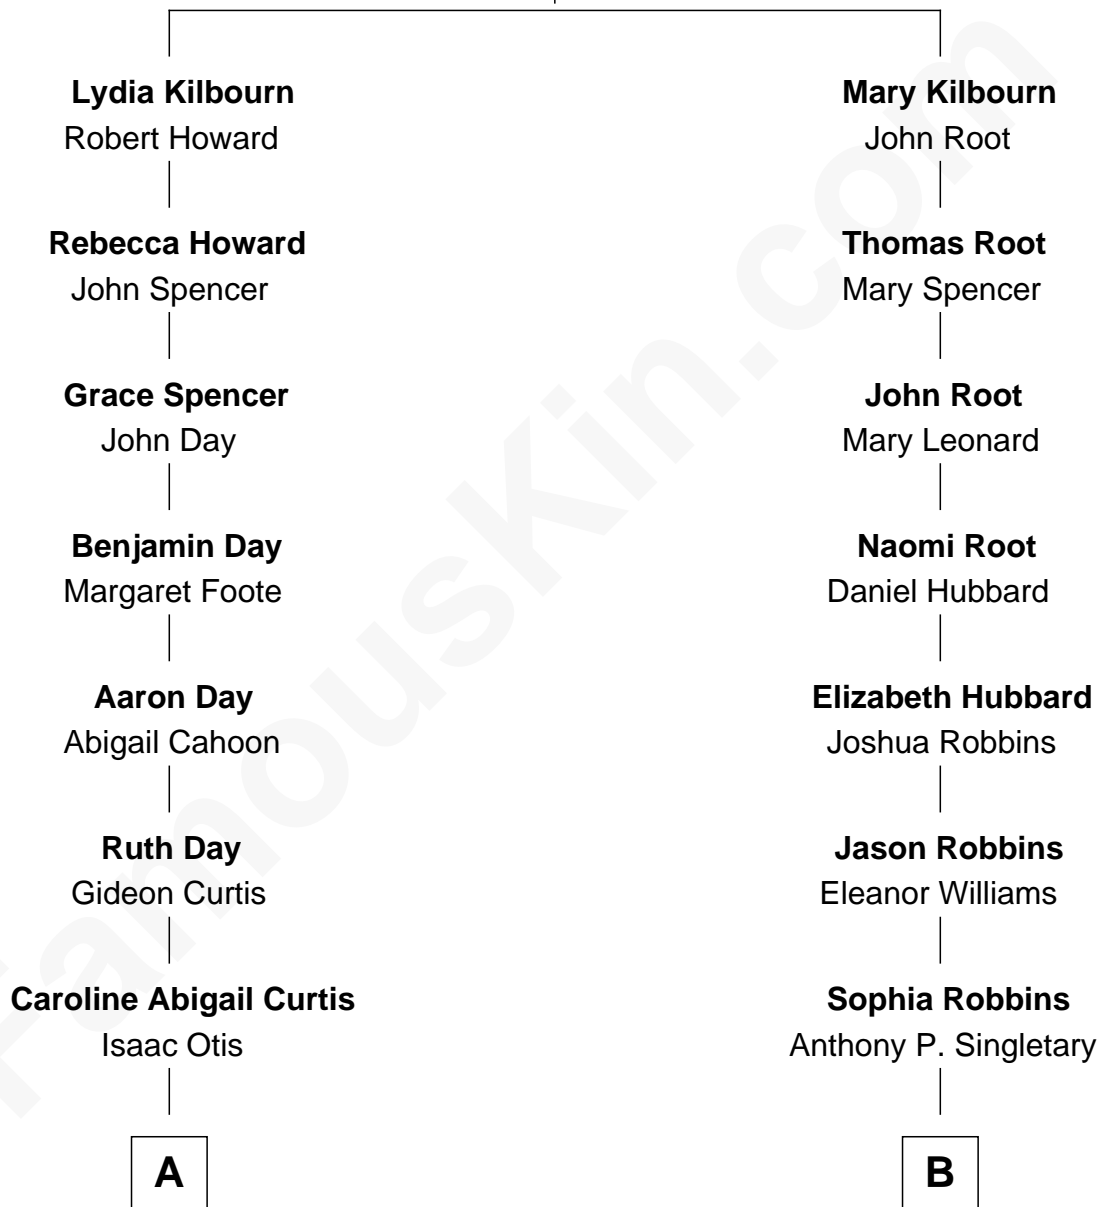 Lydia Kilbourn
Robert Howard
Rebecca Howard
John Spencer
Grace Spencer
John Day
Benjamin Day
Margaret Foote
Aaron Day
Abigail Cahoon
Ruth Day
Gideon Curtis
Caroline Abigail Curtis
Isaac Otis
A
Mary Kilbourn
John Root
Thomas Root
Mary Spencer
John Root
Mary Leonard
Naomi Root
Daniel Hubbard
Elizabeth Hubbard
Joshua Robbins
Jason Robbins
Eleanor Williams
Sophia Robbins
Anthony P. Singletary
B
FamousKin.com